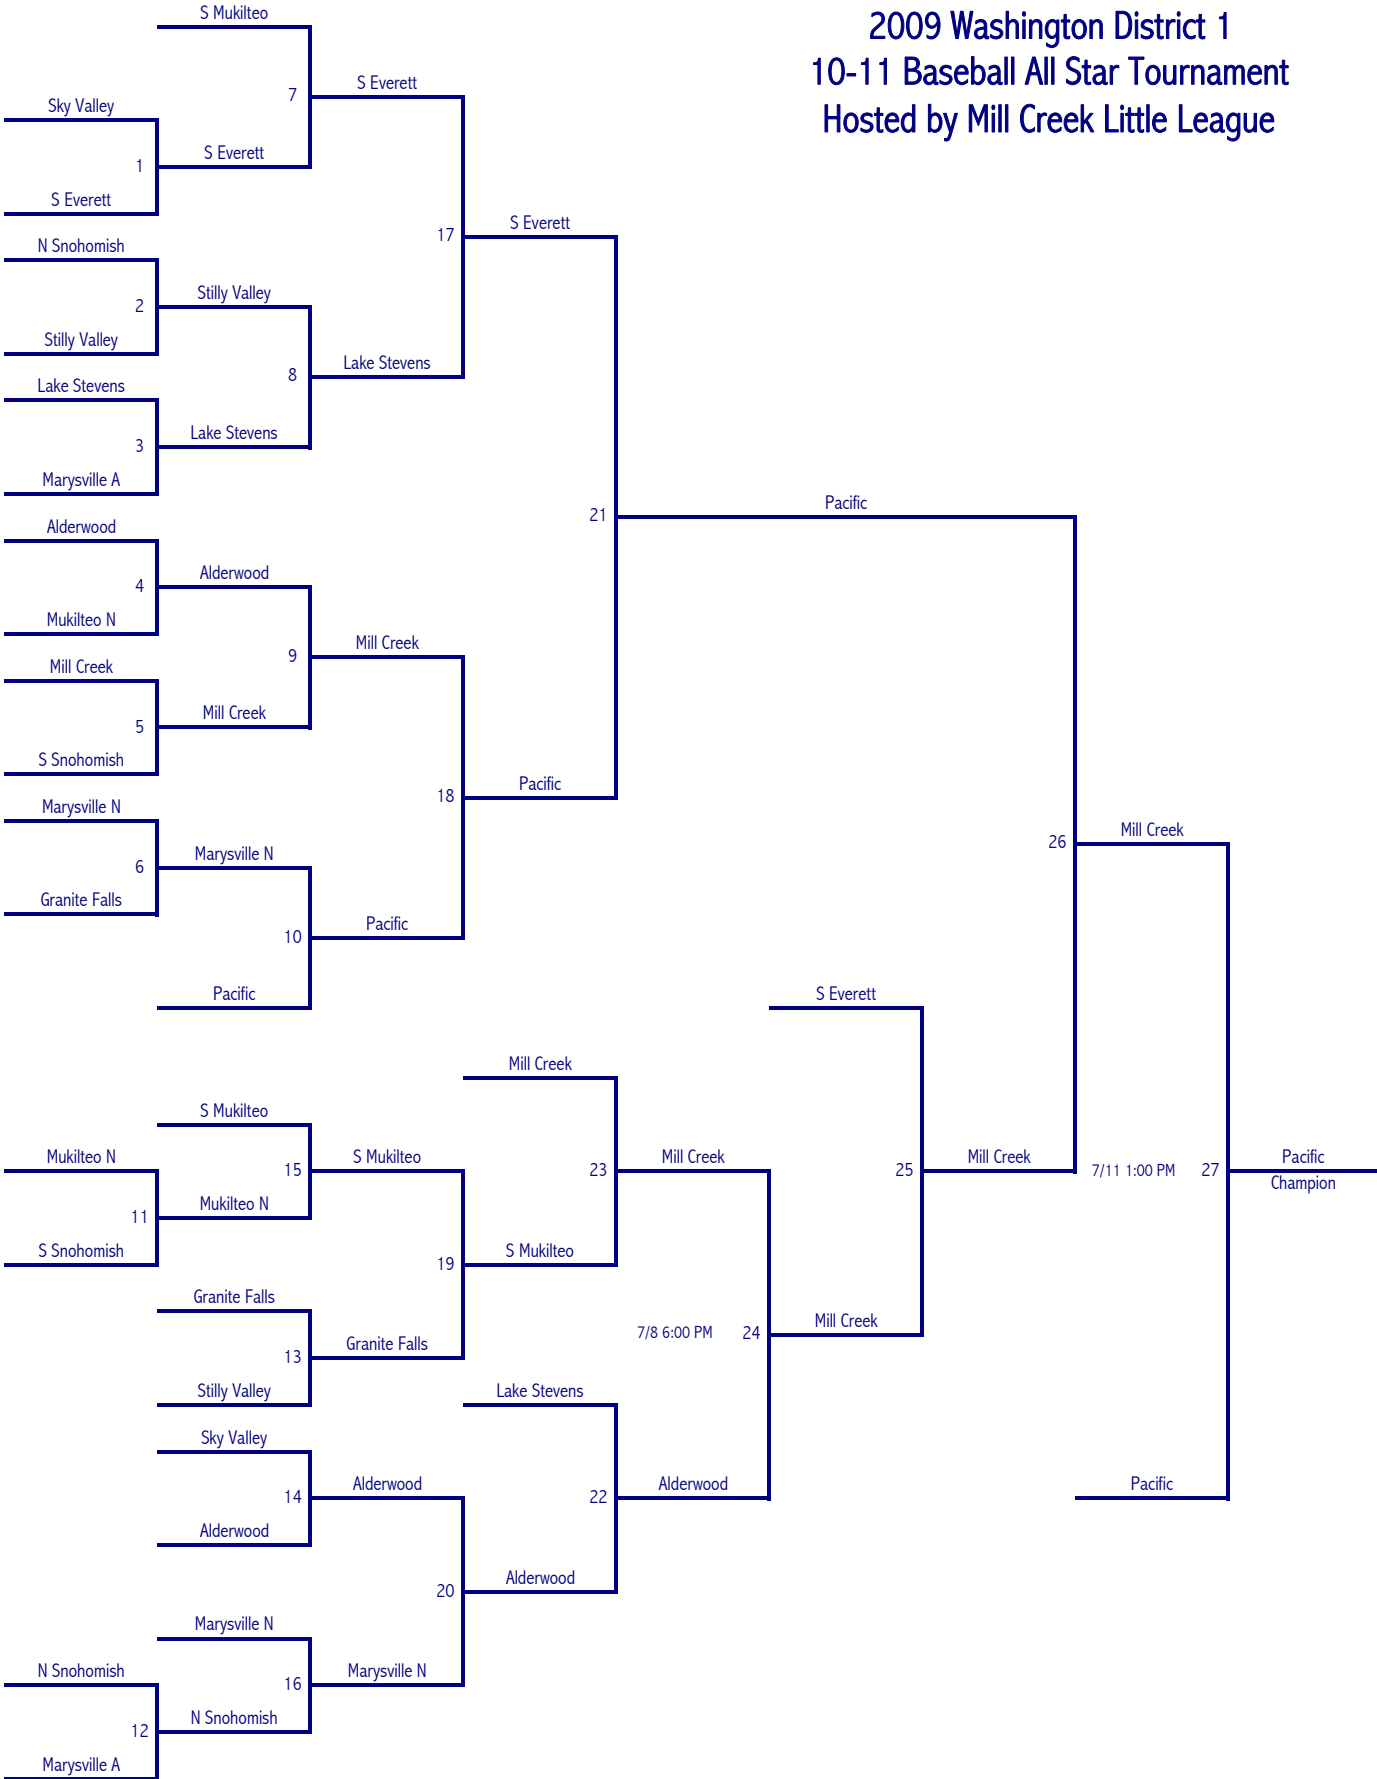 2009 Washington District 1
10-11 Baseball All Star Tournament
Hosted by Mill Creek Little League
S Mukilteo
7
S Everett
Sky Valley
1
S Everett
S Everett
17
S Everett
N Snohomish
2
Stilly Valley
Stilly Valley
8
Lake Stevens
Lake Stevens
3
Lake Stevens
Marysville A
21
Pacific
Alderwood
4
Alderwood
Mukilteo N
9
Mill Creek
Mill Creek
5
Mill Creek
S Snohomish
18
Pacific
Marysville N
6
Marysville N
Granite Falls
10
Pacific
Pacific
26
Mill Creek
S Everett
Mill Creek
S Mukilteo
Mukilteo N
15
S Mukilteo
23
Mill Creek
25
Mill Creek
7/11 1:00 PM
27
Pacific
Champion
11
Mukilteo N
S Snohomish
19
S Mukilteo
Granite Falls
13
Granite Falls
7/8 6:00 PM
24
Mill Creek
Stilly Valley
Lake Stevens
Sky Valley
14
Alderwood
22
Alderwood
Pacific
Alderwood
20
Alderwood
Marysville N
N Snohomish
16
Marysville N
12
N Snohomish
Marysville A